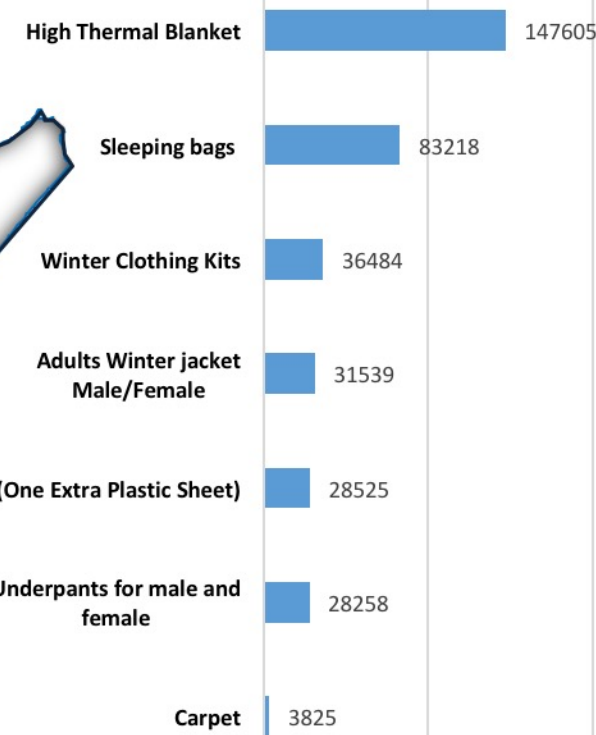 High Thermal Blanket 147605
Sleeping bags 83218
Winter Clothing Kits 36484
Adults Winter jacket
Male/Female 31539
(One Extra Plastic Sheet) 28525
Underpants for male and
female 28258
Carpet 3825